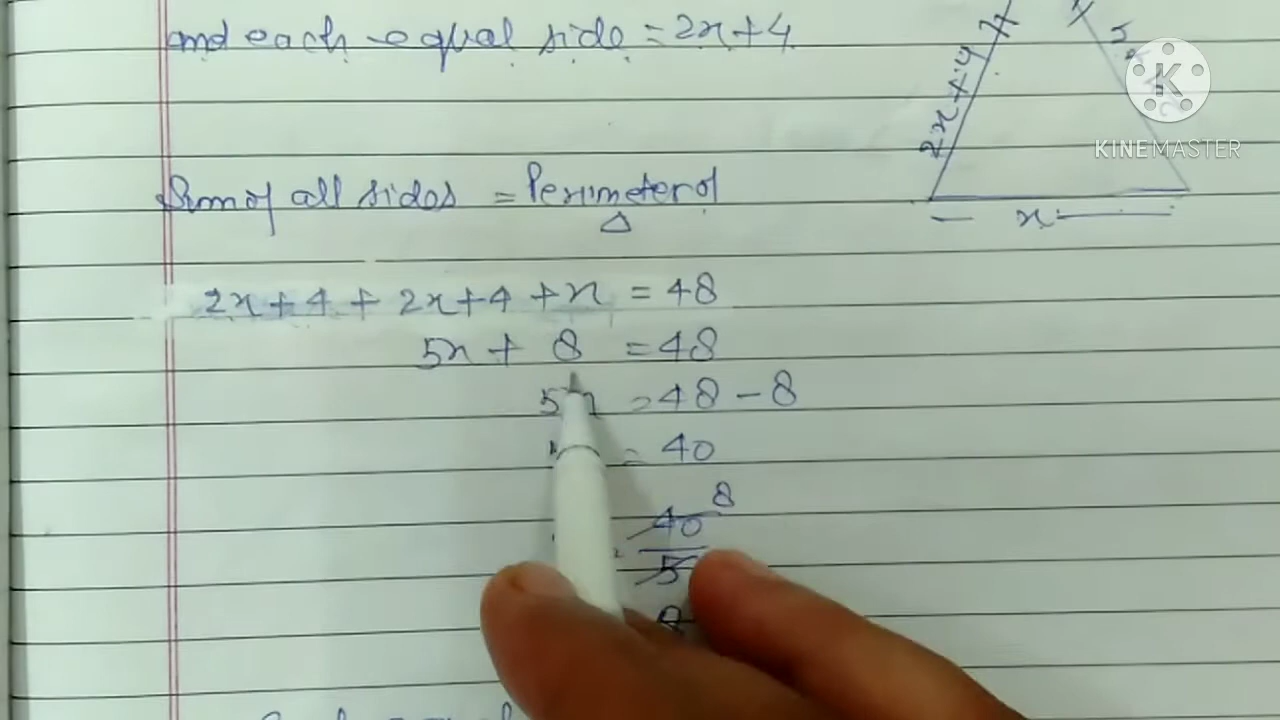 and each equal side = 2x+4
2x+4
KINEMASTER
Sum of all sides = Perimeter of
Δ
x
2x+4 + 2x+4 +x = 48
5x + 8 = 48
= 48 - 8
= 40
40 8
5